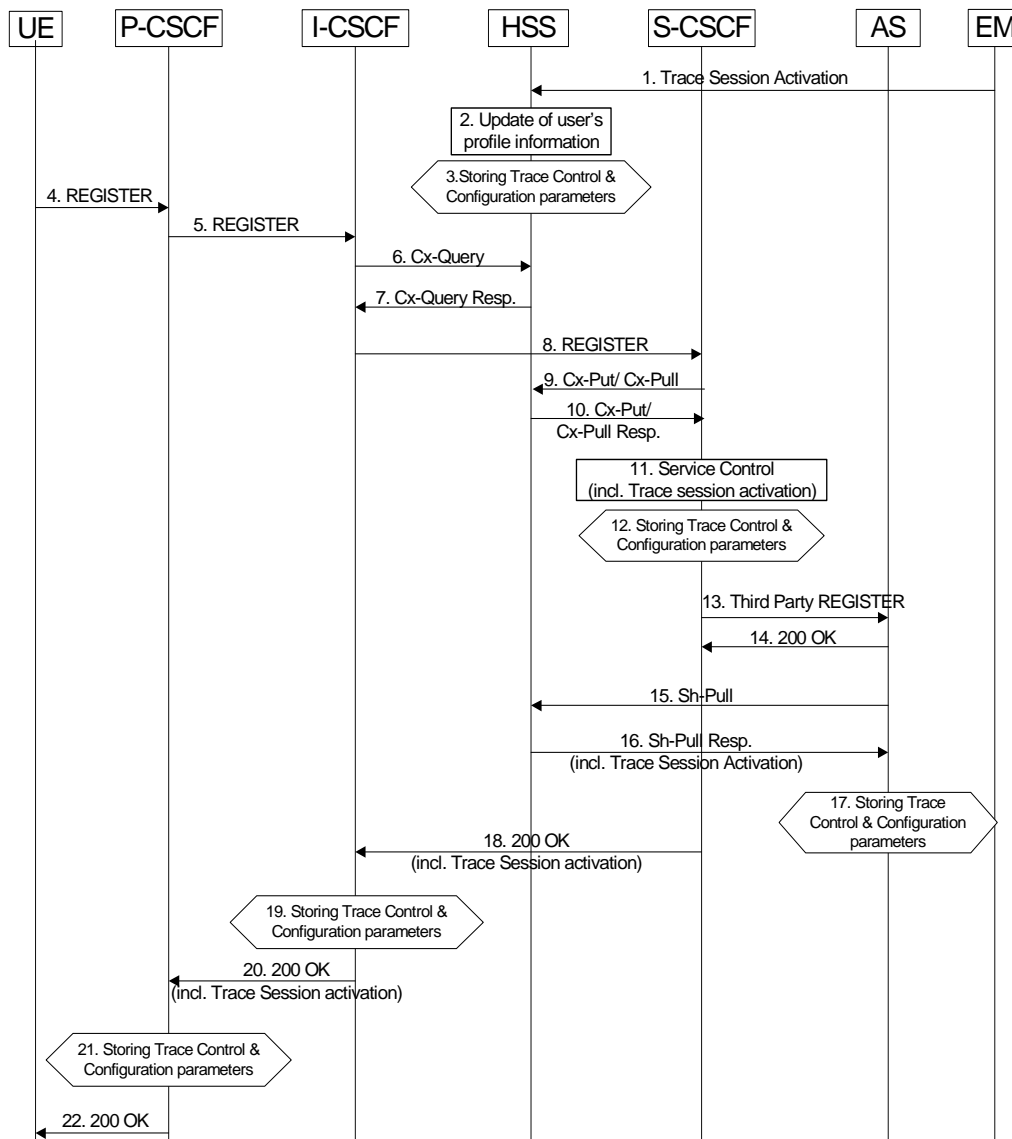 UE
P-CSCF
I-CSCF
HSS
S-CSCF
AS
EM
1. Trace Session Activation
2. Update of user's
profile information
3.Storing Trace Control &
Configuration parameters
4. REGISTER
5. REGISTER
6. Cx-Query
7. Cx-Query Resp.
8. REGISTER
9. Cx-Put/ Cx-Pull
10. Cx-Put/
Cx-Pull Resp.
11. Service Control
(incl. Trace session activation)
12. Storing Trace Control &
Configuration parameters
13. Third Party REGISTER
14. 200 OK
15. Sh-Pull
16. Sh-Pull Resp.
(incl. Trace Session Activation)
17. Storing Trace
Control & Configuration
parameters
18. 200 OK
(incl. Trace Session activation)
19. Storing Trace Control &
Configuration parameters
20. 200 OK
(incl. Trace Session activation)
21. Storing Trace Control &
Configuration parameters
22. 200 OK